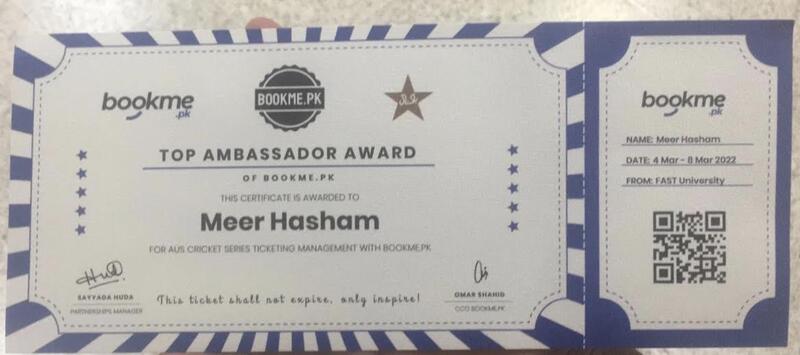 bookme
.pk
BOOKME.PK
TOP AMBASSADOR AWARD
OF BOOKME.PK
THIS CERTIFICATE IS AWARDED TO
Meer Hasham
FOR AUS CRICKET SERIES TICKETING MANAGEMENT WITH BOOKME.PK
SAYYADA HUDA
PARTNERSHIPS MANAGER
This ticket shall not expire, only inspire!
OMAR SHAHID
CCO BOOKME.PK
bookme
.pk
NAME: Meer Hasham
DATE: 4 Mar - 8 Mar 2022
FROM: FAST University